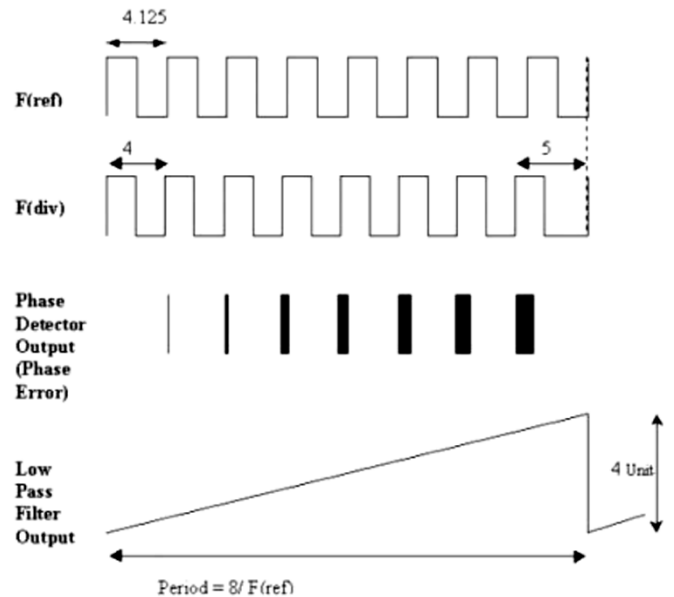 4.125
F(ref)
4
5
F(div)
Phase
Detector
Output
(Phase
Error)
Low
Pass
Filter
Output
4 Unit
Period = 8/ F(ref)